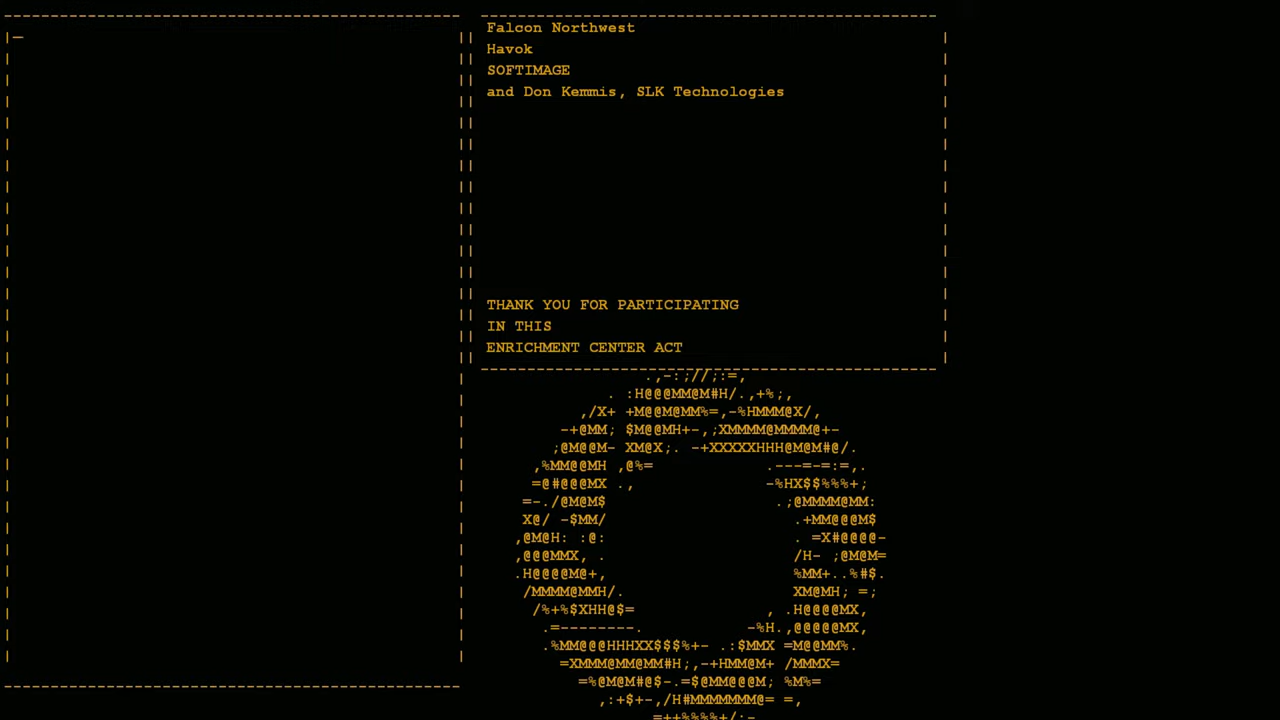 Falcon Northwest
Havok
SOFTIMAGE
and Don Kemmis, SLK Technologies
THANK YOU FOR PARTICIPATING
IN THIS
ENRICHMENT CENTER ACT